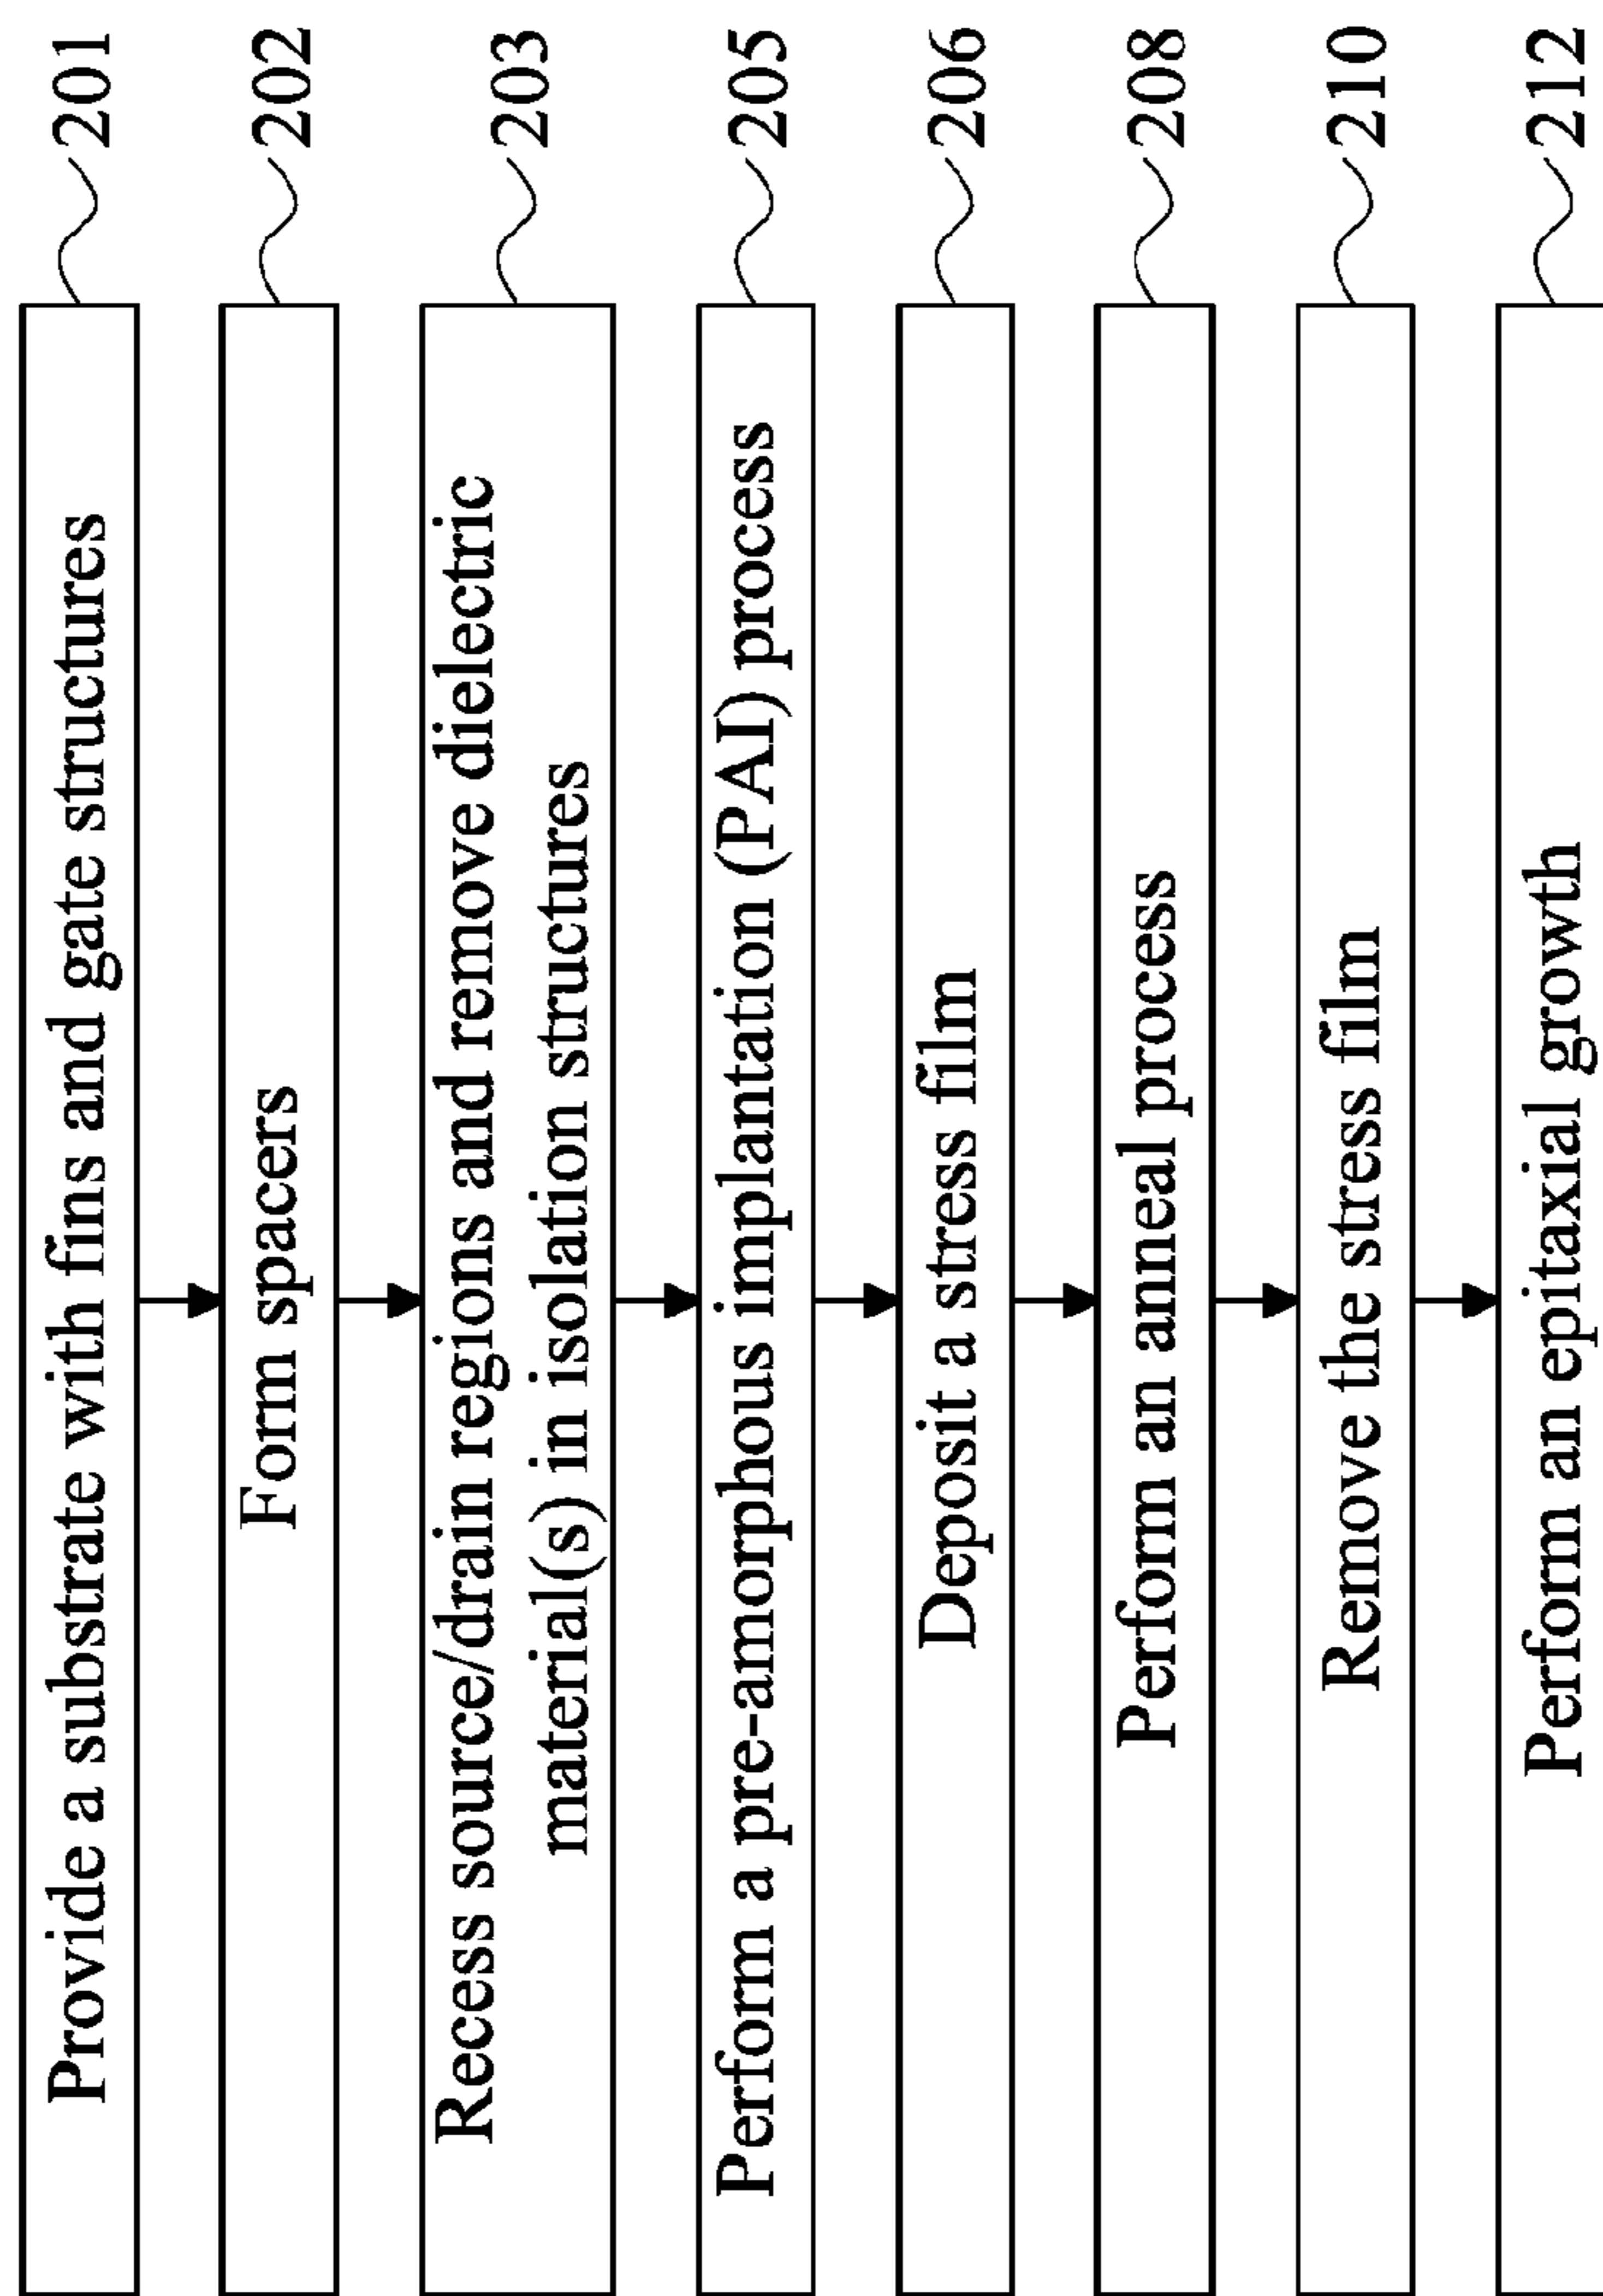 Provide a substrate with fins and gate structures 201
Form spacers 202
Recess source/drain regions and remove dielectric
material(s) in isolation structures 203
Perform a pre-amorphous implantation (PAI) process 205
Deposit a stress film 206
Perform an anneal process 208
Remove the stress film 210
Perform an epitaxial growth 212